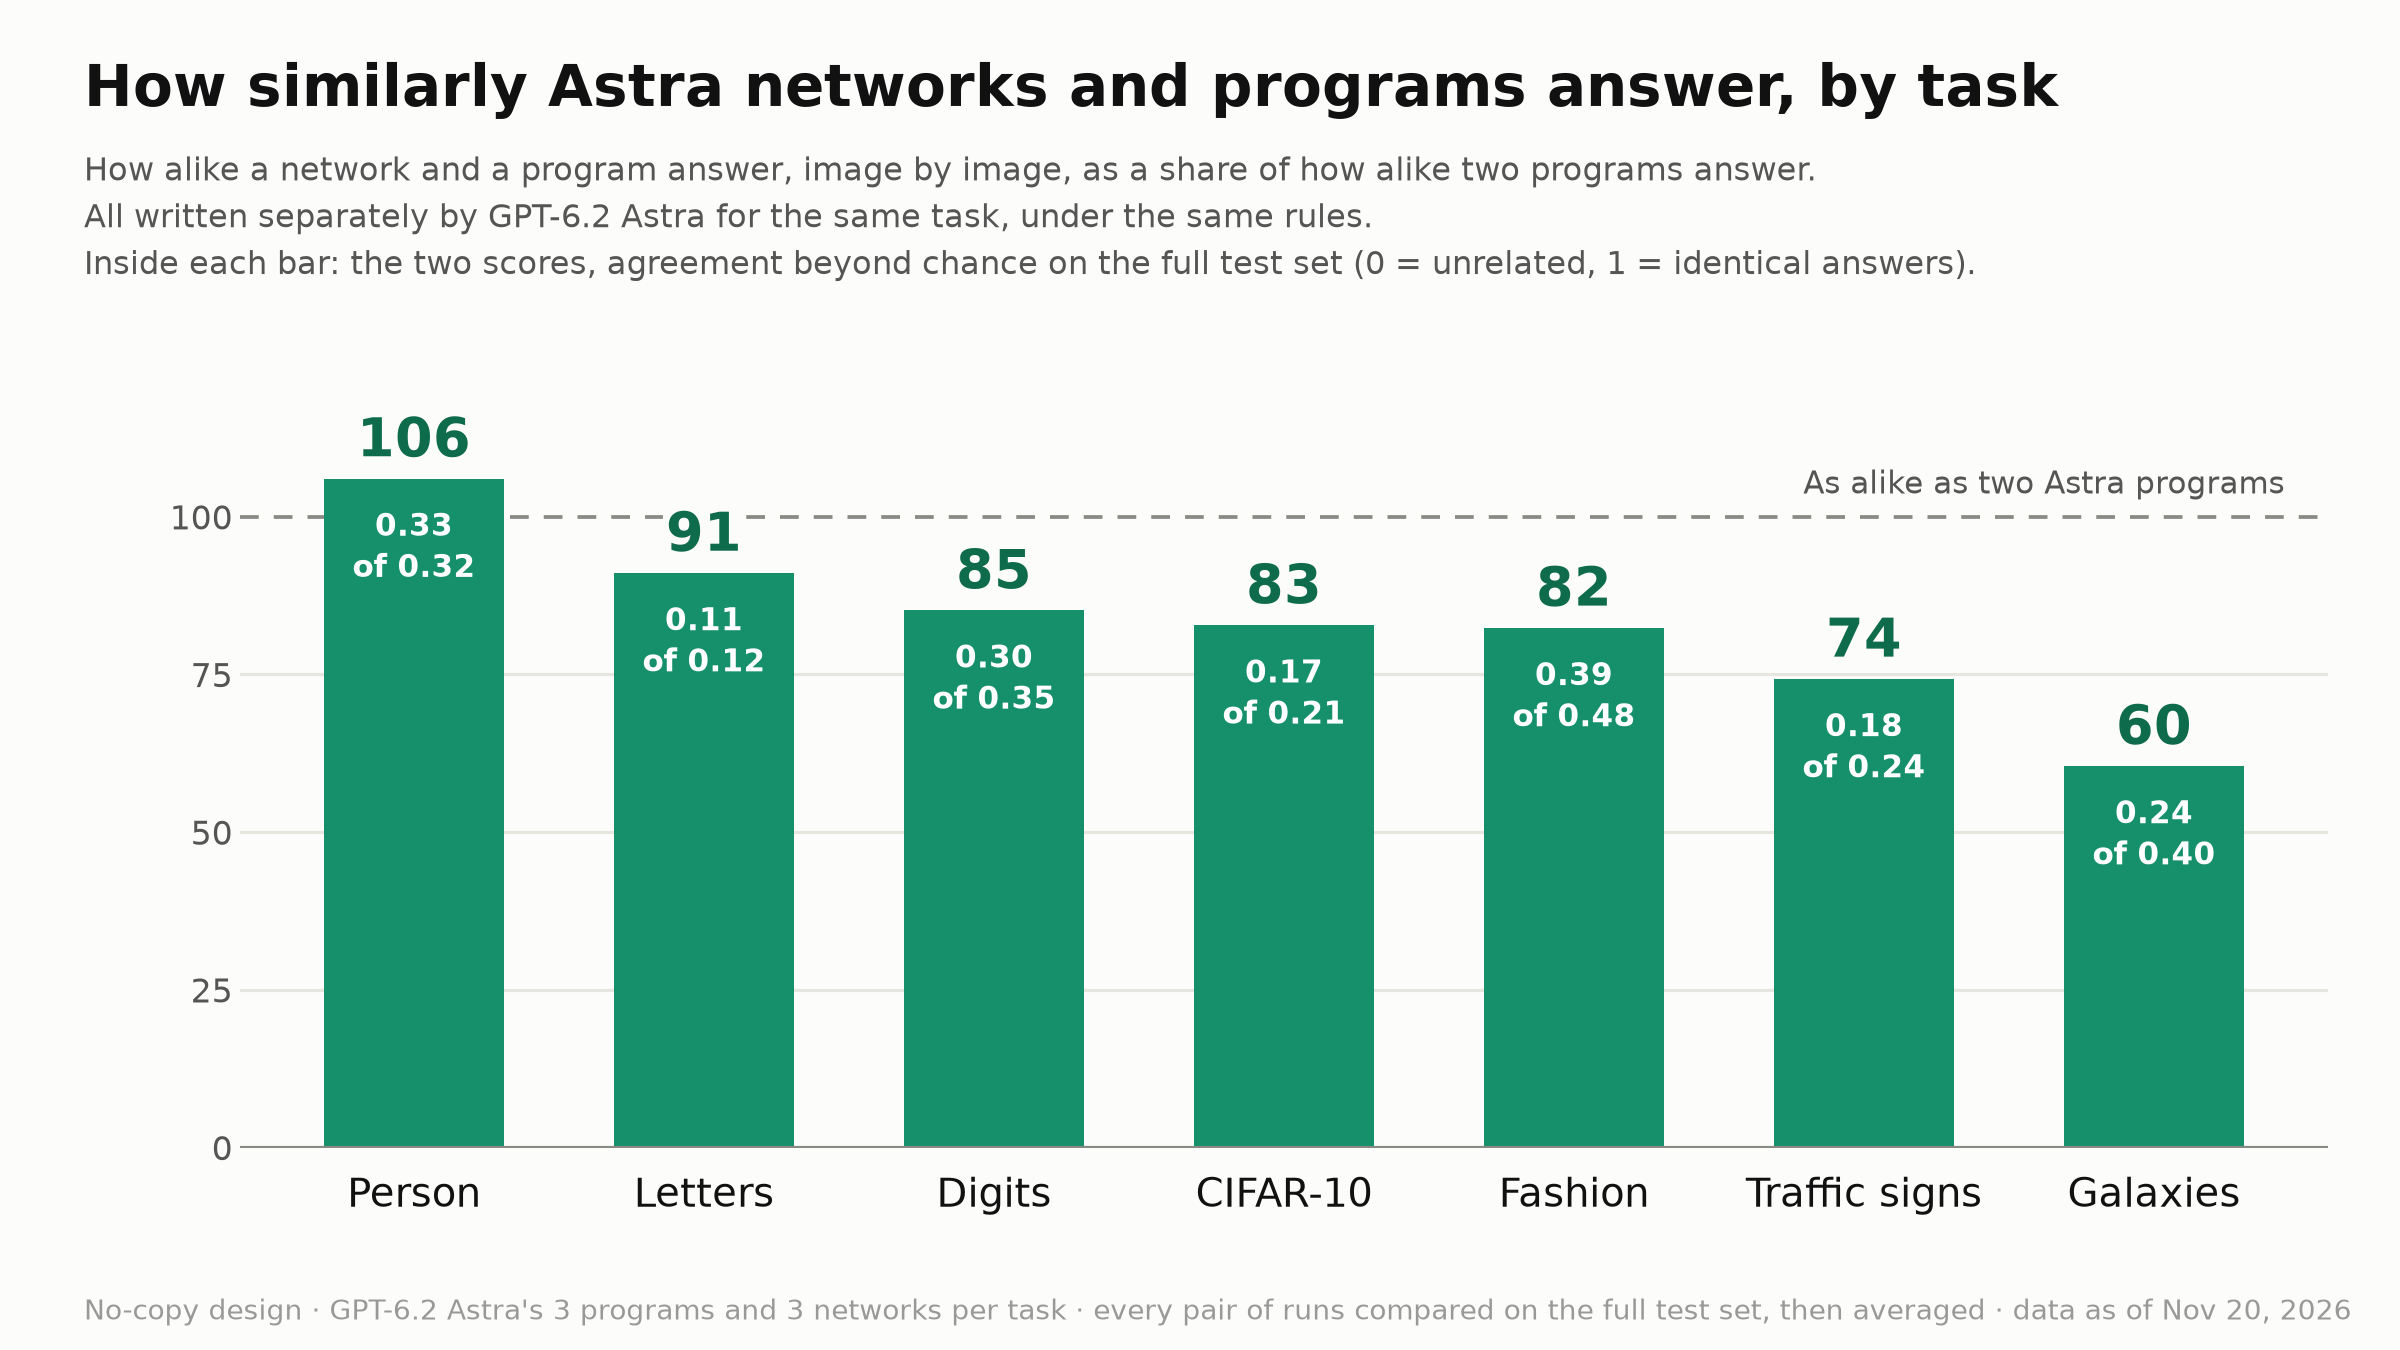 How similarly Astra networks and programs answer, by task
How alike a network and a program answer, image by image, as a share of how alike two programs answer.
All written separately by GPT-6.2 Astra for the same task, under the same rules.
Inside each bar: the two scores, agreement beyond chance on the full test set (0 = unrelated, 1 = identical answers).
As alike as two Astra programs
100
75
50
25
0
106
0.33
of 0.32
91
0.11
of 0.12
85
0.30
of 0.35
83
0.17
of 0.21
82
0.39
of 0.48
74
0.18
of 0.24
60
0.24
of 0.40
Person
Letters
Digits
CIFAR-10
Fashion
Traffic signs
Galaxies
No-copy design · GPT-6.2 Astra's 3 programs and 3 networks per task · every pair of runs compared on the full test set, then averaged · data as of Nov 20, 2026